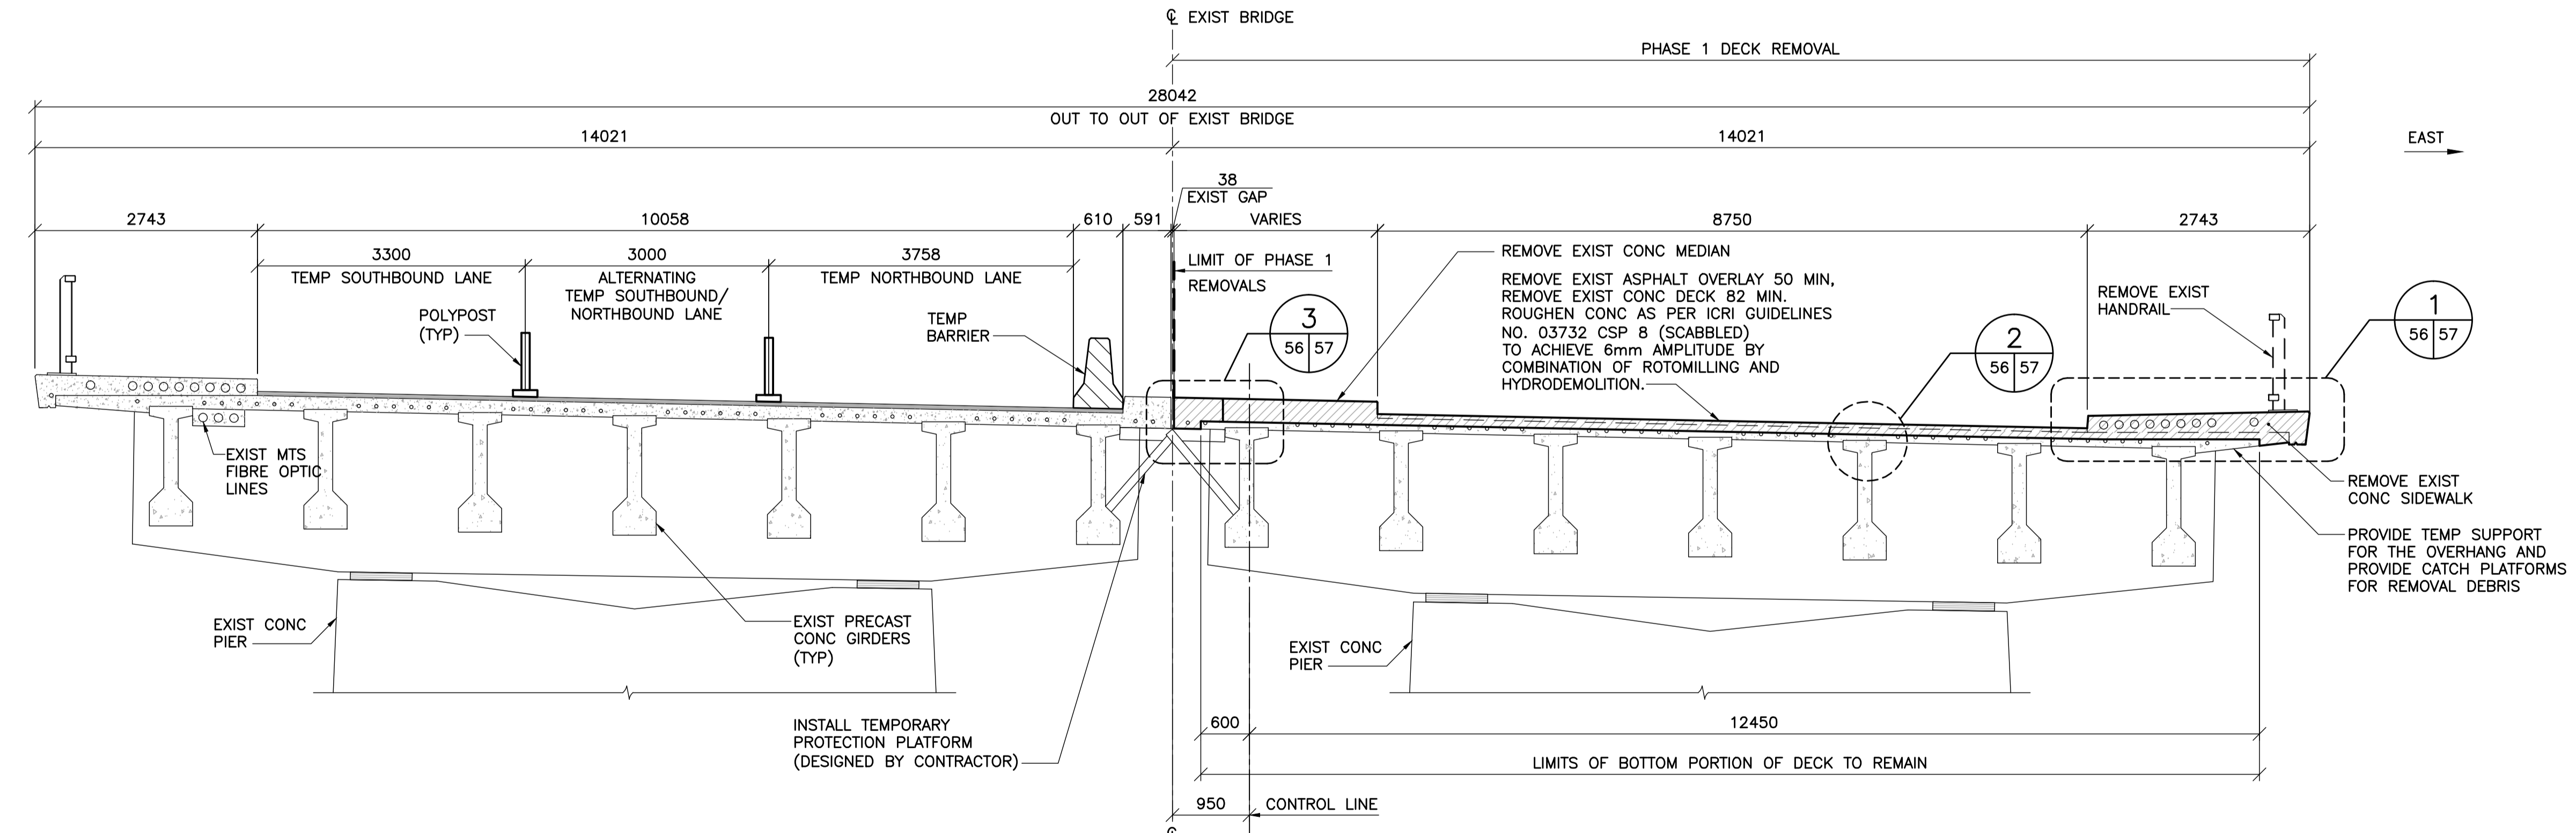 ℄ EXIST BRIDGE
PHASE 1 DECK REMOVAL
28042
OUT TO OUT OF EXIST BRIDGE
14021
14021
EAST
38
EXIST GAP
2743
10058
610
591
VARIES
8750
2743
3300
TEMP SOUTHBOUND LANE
3000
ALTERNATING
TEMP SOUTHBOUND/
NORTHBOUND LANE
3758
TEMP NORTHBOUND LANE
LIMIT OF PHASE 1
REMOVALS
REMOVE EXIST CONC MEDIAN
REMOVE EXIST ASPHALT OVERLAY 50 MIN,
REMOVE EXIST CONC DECK 82 MIN.
ROUGHEN CONC AS PER ICRI GUIDELINES
NO. 03732 CSP 8 (SCABBLED)
TO ACHIEVE 6mm AMPLITUDE BY
COMBINATION OF ROTOMILLING AND
HYDRODEMOLITION.
REMOVE EXIST
HANDRAIL
1
56 57
2
56 57
3
56 57
POLYPOST
(TYP)
TEMP
BARRIER
EXIST MTS
FIBRE OPTIC
LINES
REMOVE EXIST
CONC SIDEWALK
PROVIDE TEMP SUPPORT
FOR THE OVERHANG AND
PROVIDE CATCH PLATFORMS
FOR REMOVAL DEBRIS
EXIST CONC
PIER
EXIST PRECAST
CONC GIRDERS
(TYP)
EXIST CONC
PIER
INSTALL TEMPORARY
PROTECTION PLATFORM
(DESIGNED BY CONTRACTOR)
600
12450
LIMITS OF BOTTOM PORTION OF DECK TO REMAIN
950
CONTROL LINE
℄